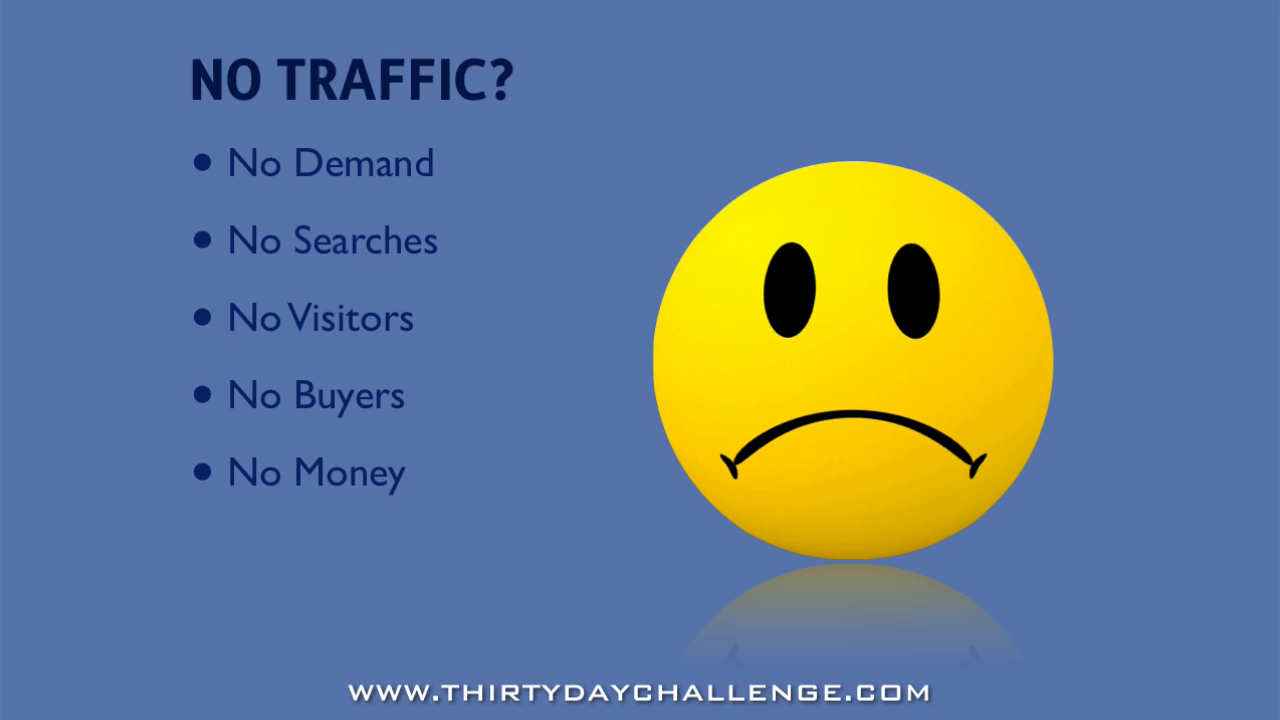 NO TRAFFIC?
• No Demand
• No Searches
• No Visitors
• No Buyers
• No Money
WWW.THIRTYDAYCHALLENGE.COM